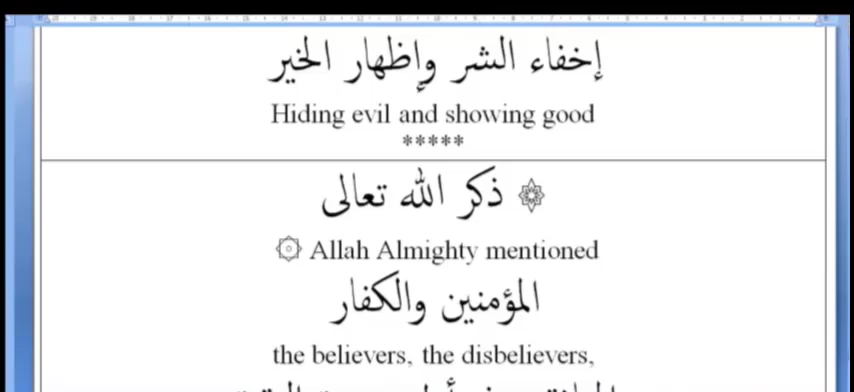 إخفاء الشر وإظهار الخير
Hiding evil and showing good
*****
۞ ذكر الله تعالى
۞ Allah Almighty mentioned
المؤمنين والكفار
the believers, the disbelievers,